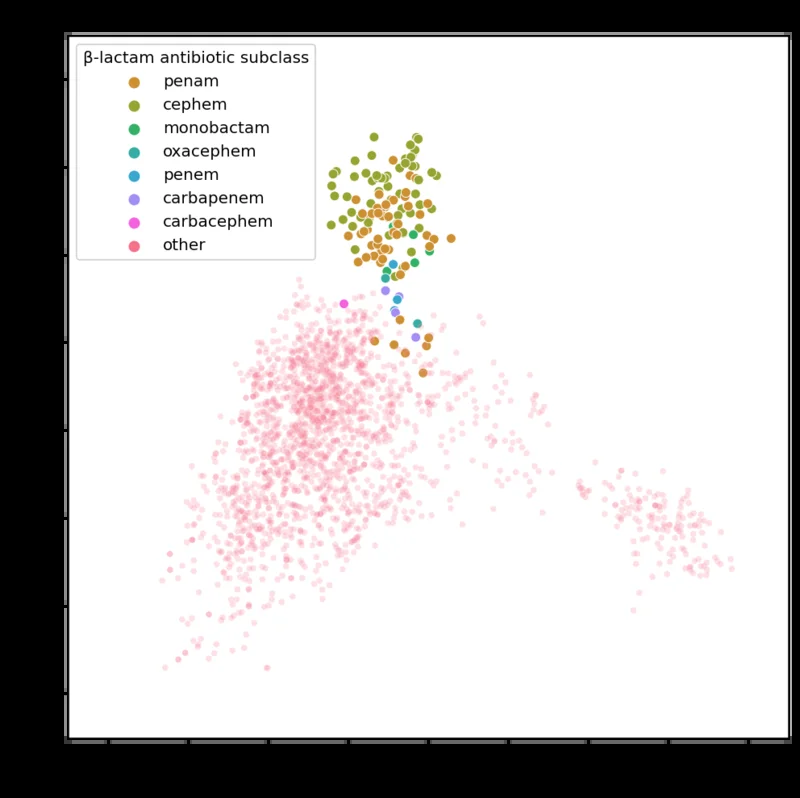 β-lactam antibiotic subclass
penam
cephem
monobactam
oxacephem
penem
carbapenem
carbacephem
other